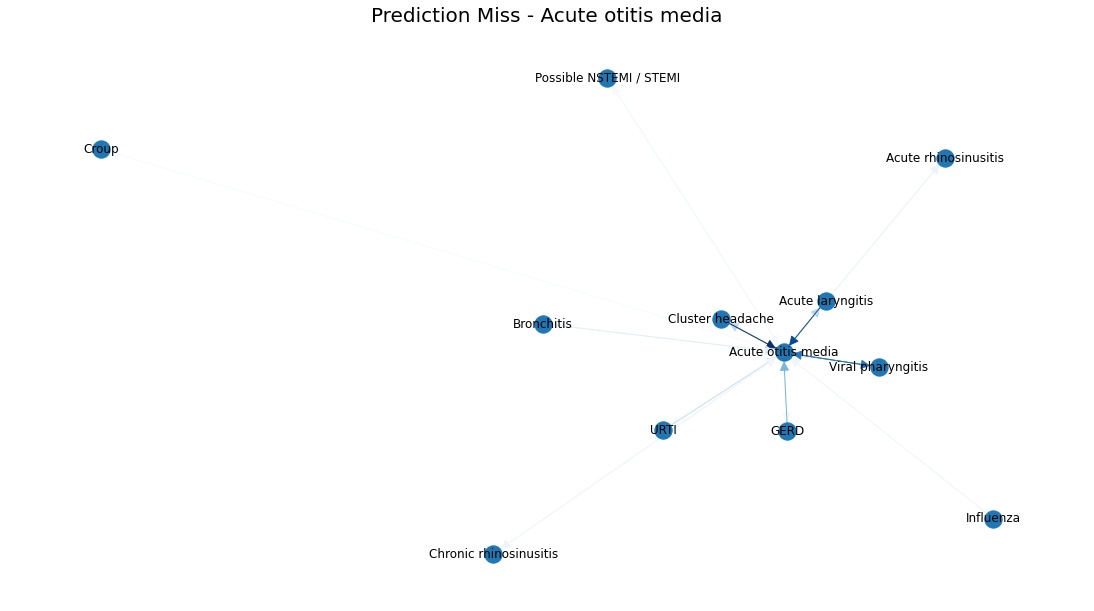 Prediction Miss - Acute otitis media
Possible NSTEMI / STEMI
Croup
Acute rhinosinusitis
Acute laryngitis
Cluster headache
Bronchitis
Acute otitis media
Viral pharyngitis
URTI
GERD
Influenza
Chronic rhinosinusitis